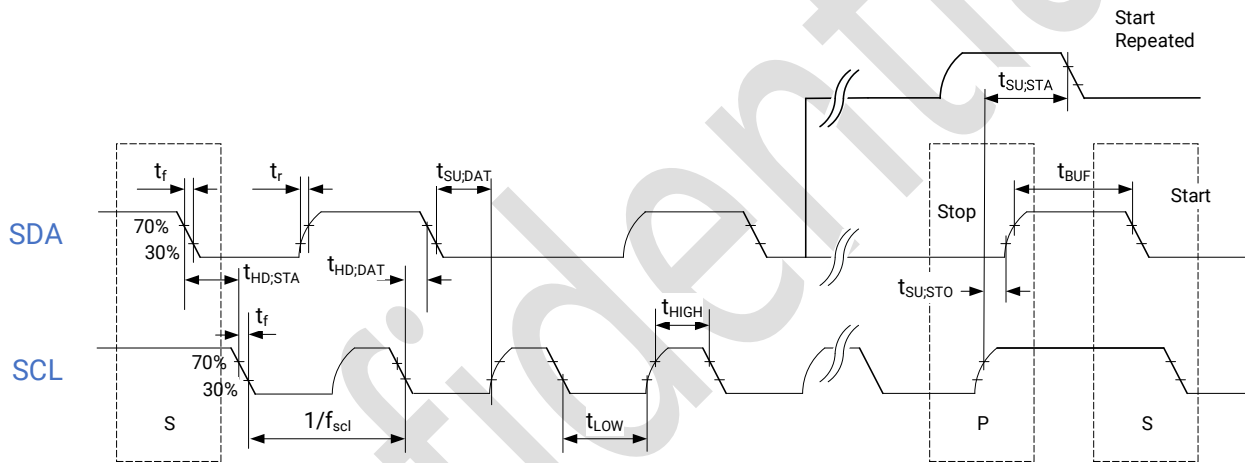 Start
Repeated
t_SU;STA
t_f
t_r
t_SU;DAT
t_BUF
Stop
Start
SDA
70%
30%
t_HD;STA
t_HD;DAT
t_SU;STO
t_f
t_HIGH
SCL
70%
30%
S
1/f_scl
t_LOW
P
S